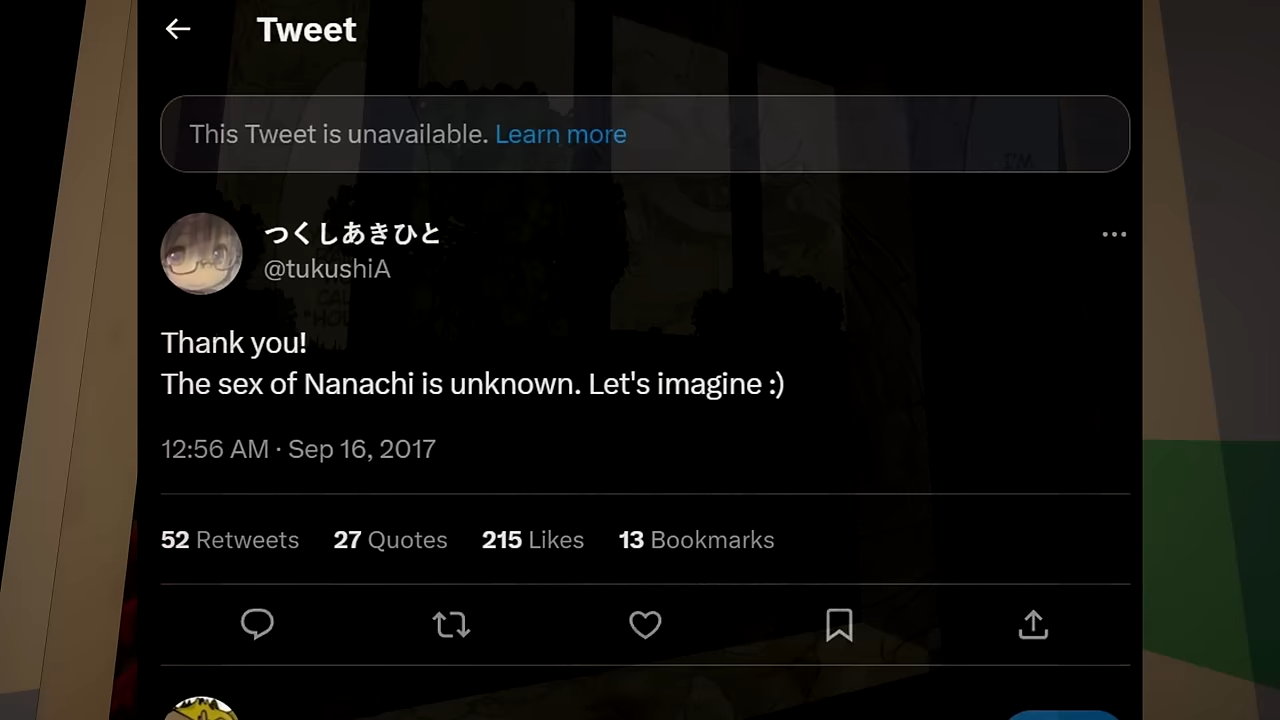 Tweet
This Tweet is unavailable. Learn more
I'M
つくしあきひと
@tukushiA
Thank you!
The sex of Nanachi is unknown. Let's imagine :)
12:56 AM · Sep 16, 2017
52 Retweets 27 Quotes 215 Likes 13 Bookmarks